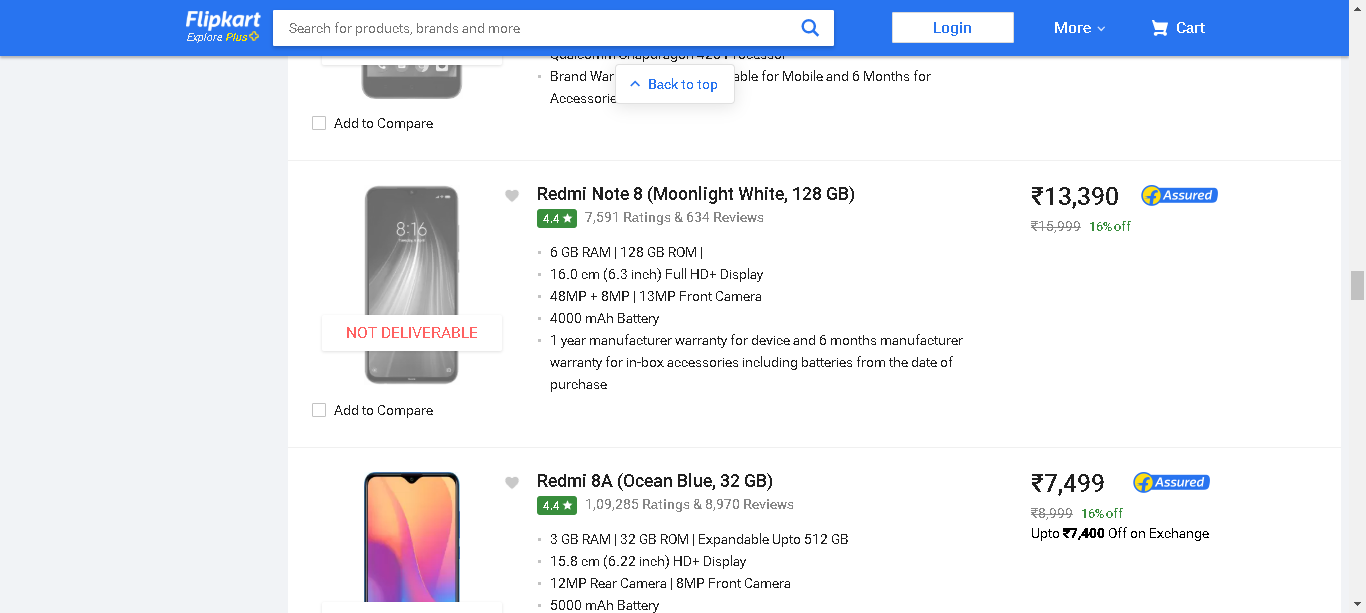 Flipkart
Explore Plus
Search for products, brands and more
Login
More
Cart
Qualcomm Snapdragon 425 Processor
Brand War able for Mobile and 6 Months for
Accessorie
Back to top
Add to Compare
8:16
NOT DELIVERABLE
Add to Compare
Redmi Note 8 (Moonlight White, 128 GB)
4.4 ★ 7,591 Ratings & 634 Reviews
6 GB RAM | 128 GB ROM |
16.0 cm (6.3 inch) Full HD+ Display
48MP + 8MP | 13MP Front Camera
4000 mAh Battery
1 year manufacturer warranty for device and 6 months manufacturer
warranty for in-box accessories including batteries from the date of
purchase
₹13,390 Assured
₹15,999 16% off
Redmi 8A (Ocean Blue, 32 GB)
4.4 ★ 1,09,285 Ratings & 8,970 Reviews
3 GB RAM | 32 GB ROM | Expandable Upto 512 GB
15.8 cm (6.22 inch) HD+ Display
12MP Rear Camera | 8MP Front Camera
5000 mAh Battery
₹7,499 Assured
₹8,999 16% off
Upto ₹7,400 Off on Exchange